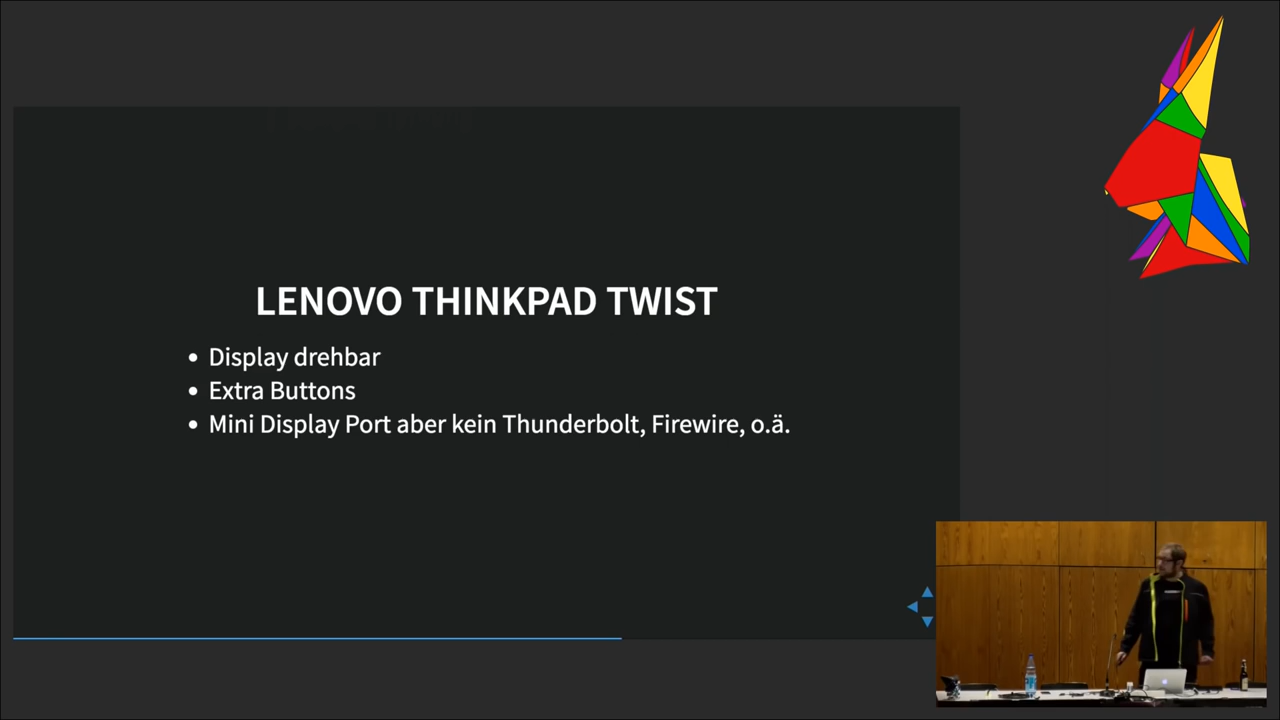 LENOVO THINKPAD TWIST
Display drehbar
Extra Buttons
Mini Display Port aber kein Thunderbolt, Firewire, o.ä.